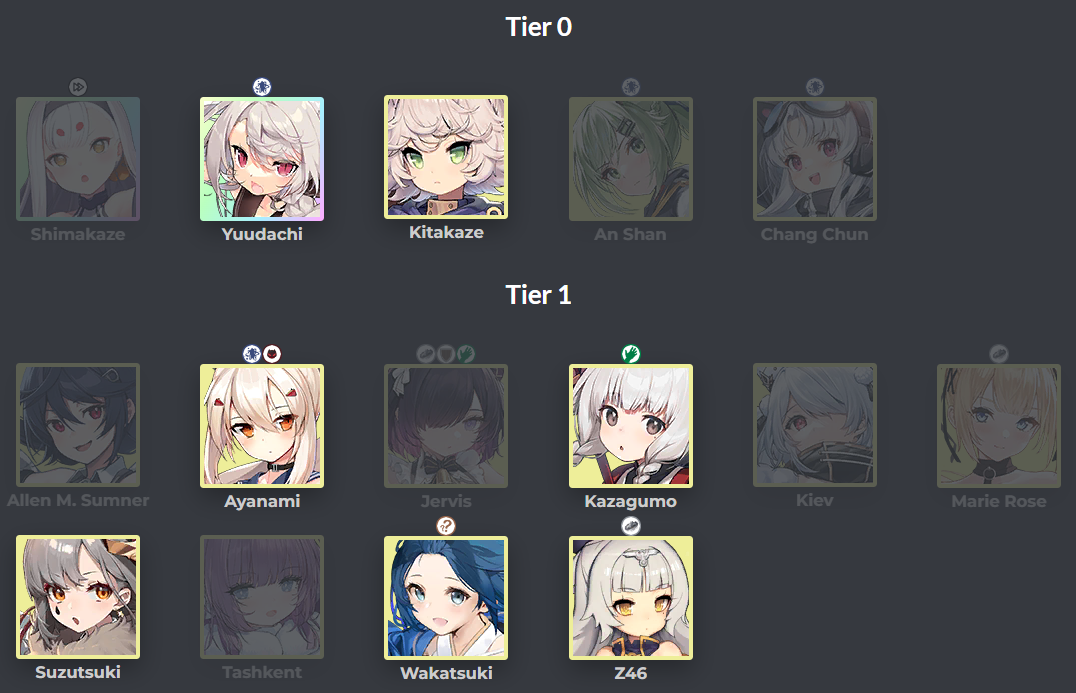 Tier 0
Shimakaze Yuudachi Kitakaze An Shan Chang Chun
Tier 1
Allen M. Sumner Ayanami Jervis Kazagumo Kiev Marie Rose
?
Suzutsuki Tashkent Wakatsuki Z46